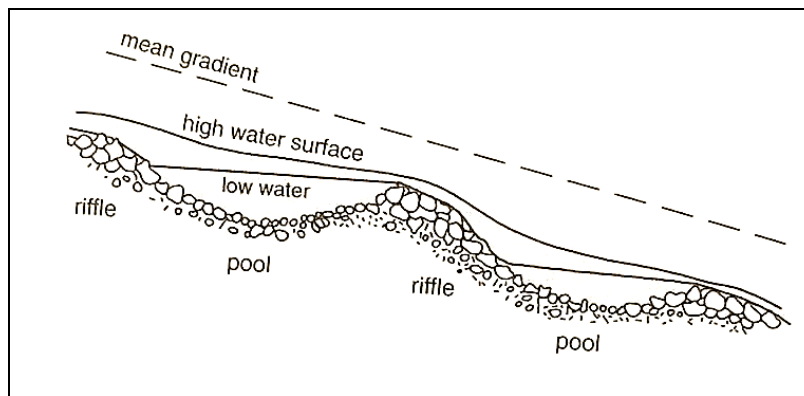 mean gradient
high water surface
low water
riffle
pool
riffle
pool